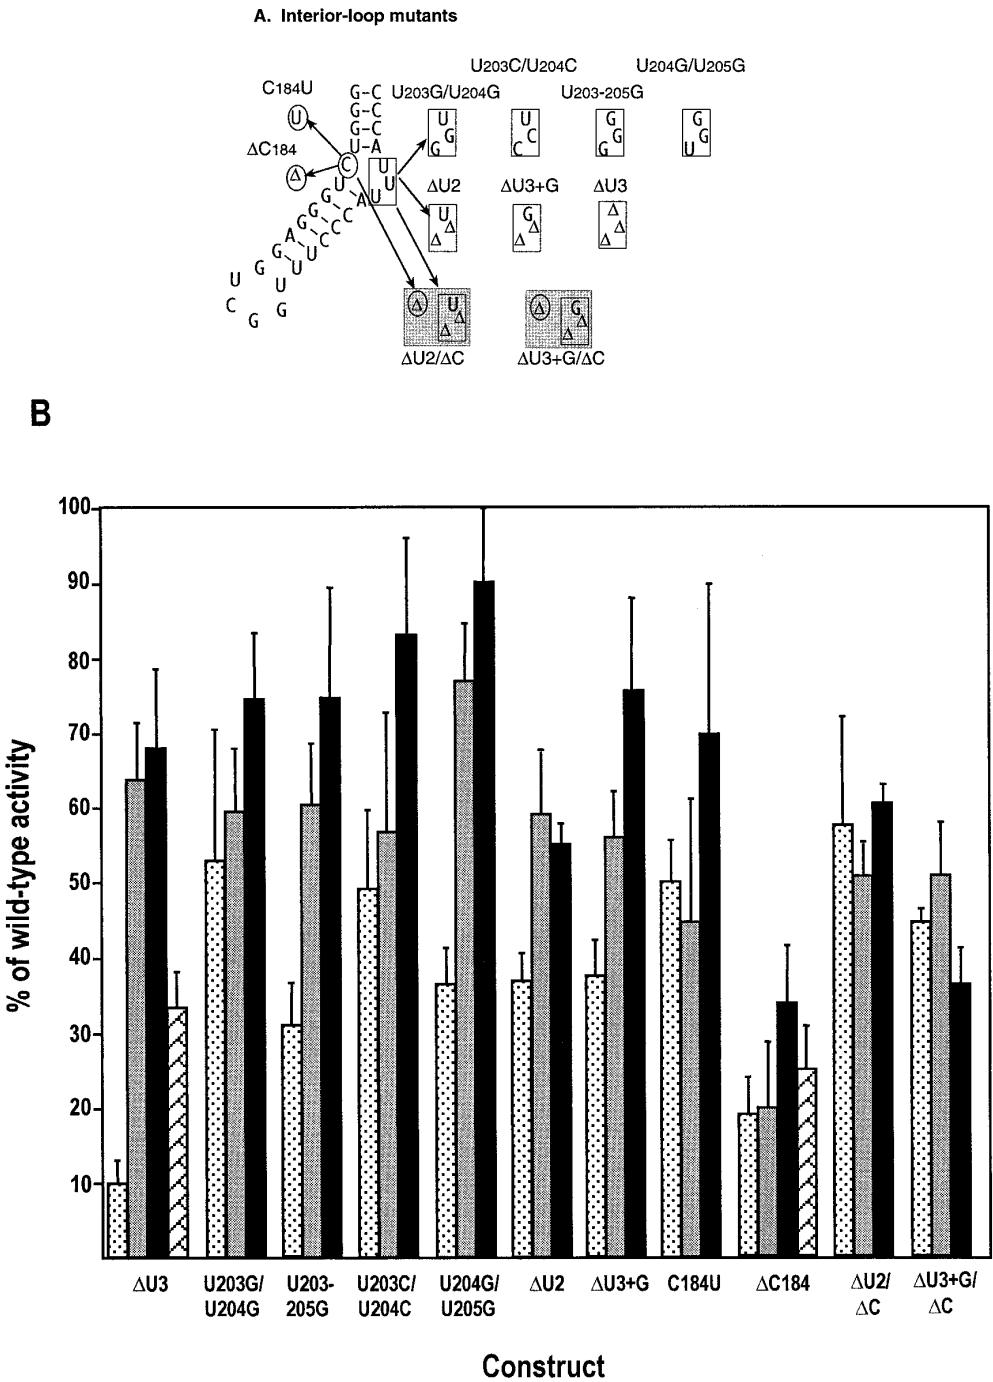 A. Interior-loop mutants
U203C/U204C U204G/U205G
C184U U203G/U204G U203-205G
G-C
G-C
G-C
U-A
U
ΔC184
Δ
C
U
U
U
U G G
U C C
G G G
G G U
ΔU2 ΔU3+G ΔU3
U Δ Δ
G Δ Δ
Δ Δ Δ
U A
G C
G C
G C
A U
G U
G U
U U
C G
G
Δ U Δ Δ
Δ G Δ Δ
ΔU2/ΔC ΔU3+G/ΔC
B
% of wild-type activity
100
90
80
70
60
50
40
30
20
10
ΔU3
U203G/
U204G
U203-
205G
U203C/
U204C
U204G/
U205G
ΔU2
ΔU3+G
C184U
ΔC184
ΔU2/
ΔC
ΔU3+G/
ΔC
Construct